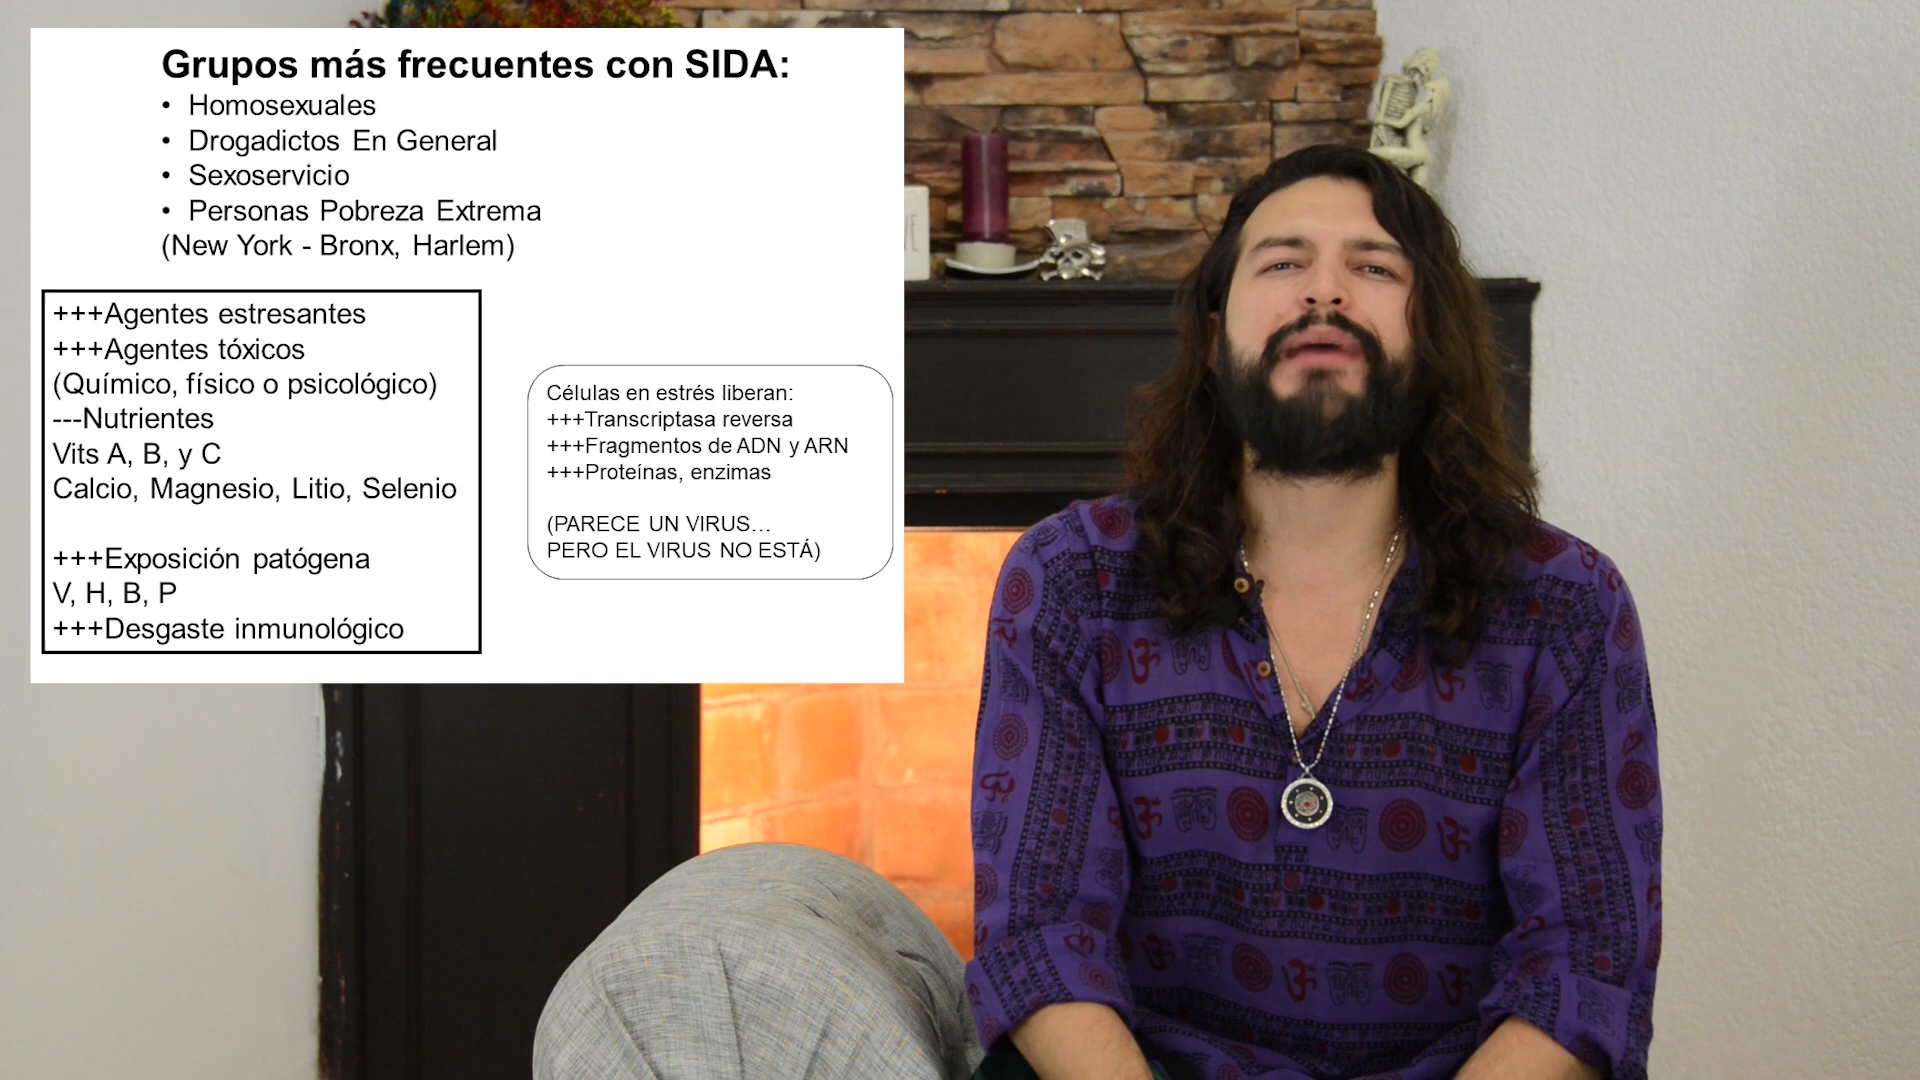 Grupos más frecuentes con SIDA:
• Homosexuales
• Drogadictos En General
• Sexoservicio
• Personas Pobreza Extrema
(New York - Bronx, Harlem)
+++Agentes estresantes
+++Agentes tóxicos
(Químico, físico o psicológico)
---Nutrientes
Vits A, B, y C
Calcio, Magnesio, Litio, Selenio
+++Exposición patógena
V, H, B, P
+++Desgaste inmunológico
Células en estrés liberan:
+++Transcriptasa reversa
+++Fragmentos de ADN y ARN
+++Proteínas, enzimas
(PARECE UN VIRUS…
PERO EL VIRUS NO ESTÁ)